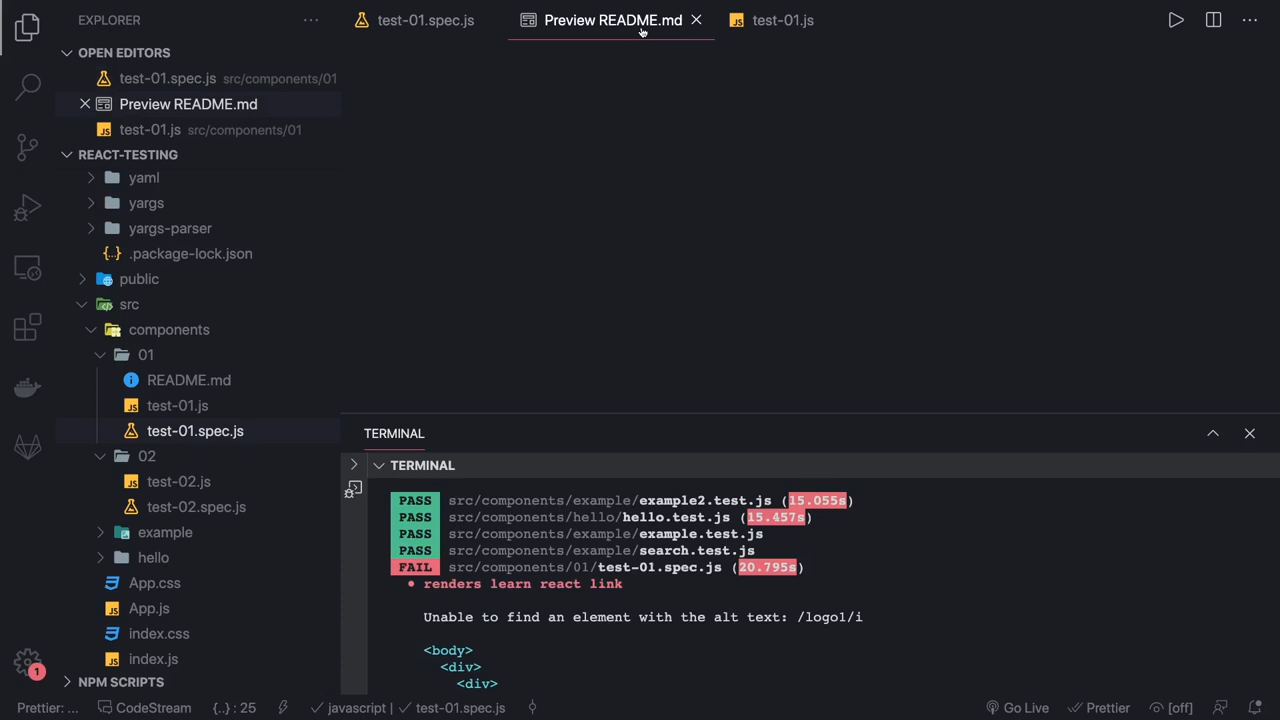 EXPLORER
test-01.spec.js
Preview README.md
test-01.js
OPEN EDITORS
test-01.spec.js src/components/01
Preview README.md
test-01.js src/components/01
REACT-TESTING
yaml
yargs
yargs-parser
{..} .package-lock.json
public
src
components
01
README.md
JS test-01.js
test-01.spec.js
02
JS test-02.js
test-02.spec.js
example
hello
App.css
JS App.js
index.css
JS index.js
NPM SCRIPTS
TERMINAL
TERMINAL
PASS src/components/example/example2.test.js (15.055s)
PASS src/components/hello/hello.test.js (15.457s)
PASS src/components/example/example.test.js
PASS src/components/example/search.test.js
FAIL src/components/01/test-01.spec.js (20.795s)
• renders learn react link
Unable to find an element with the alt text: /logo1/i
<body>
<div>
<div>
1
Prettier: ... CodeStream {..} : 25 javascript | test-01.spec.js Go Live Prettier [off]